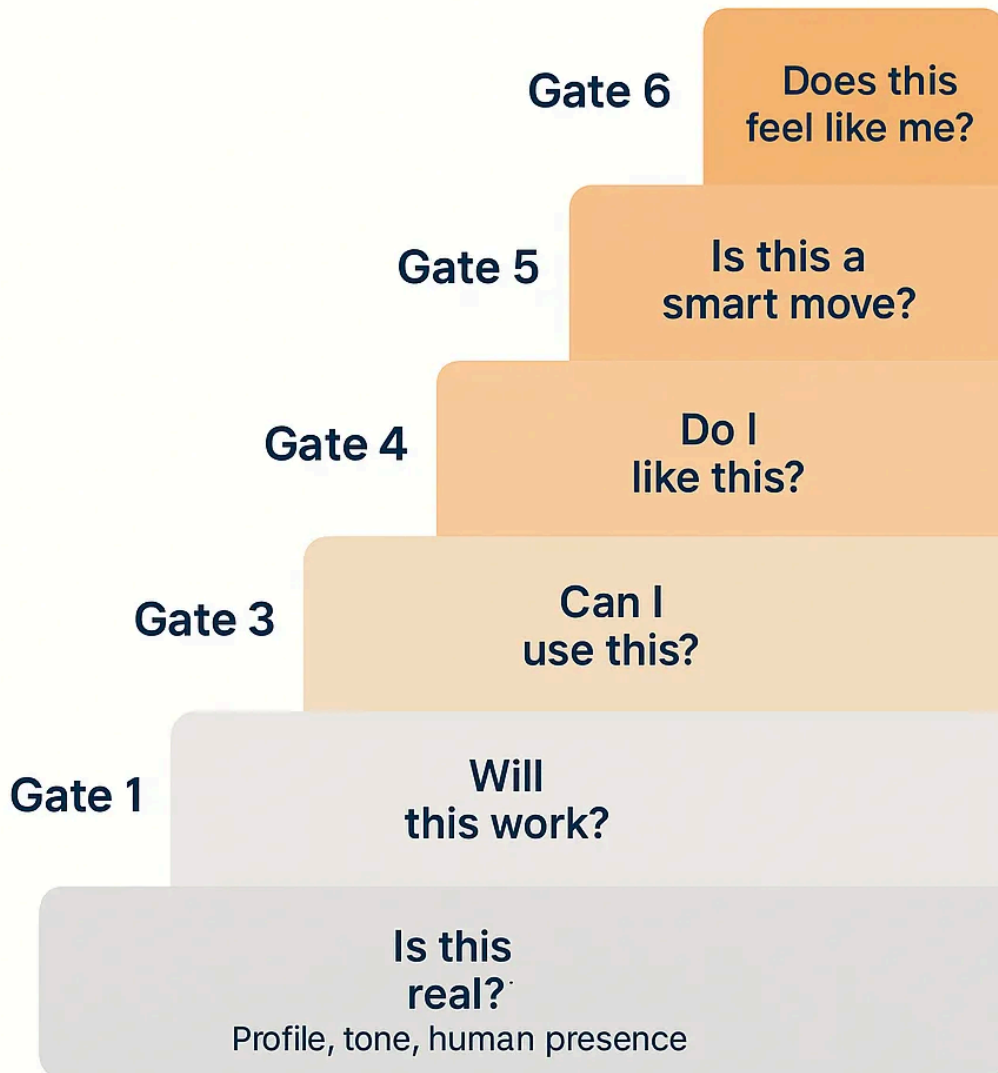 Gate 6
Does this
feel like me?
Gate 5
Is this a
smart move?
Gate 4
Do I
like this?
Gate 3
Can I
use this?
Gate 1
Will
this work?
Is this
real?
Profile, tone, human presence